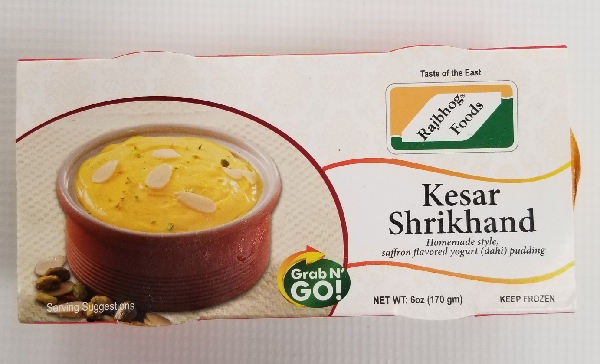 Taste of the East
Rajbhog®
Foods
Kesar
Shrikhand
Homemade style,
saffron flavored yogurt (dahi) pudding
Grab N'
GO!
NET WT: 6oz (170 gm)
KEEP FROZEN
Serving Suggestions